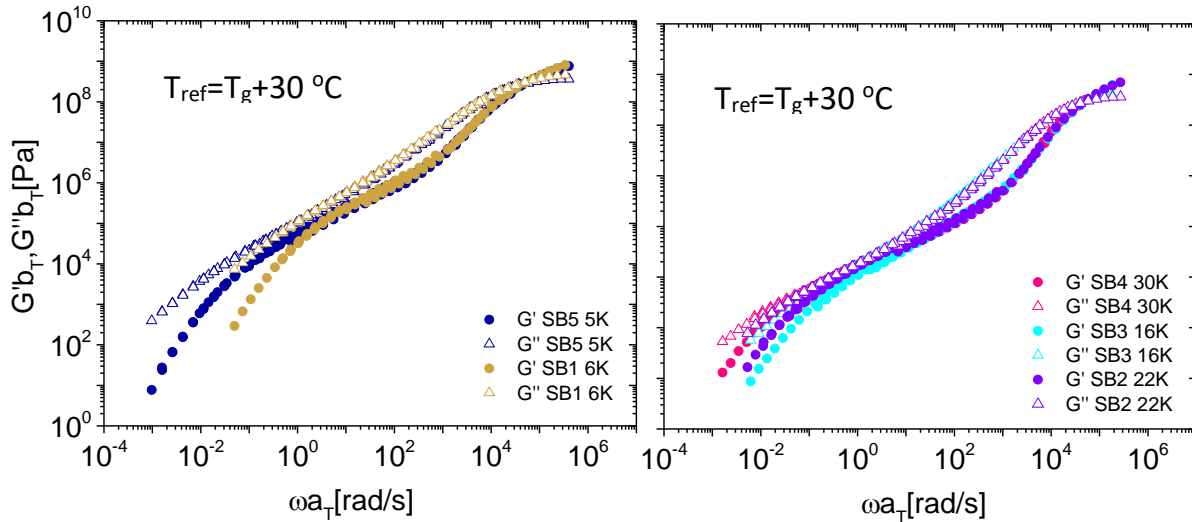 10^10
10^8
10^6
10^4
10^2
10^0
G'b_T, G''b_T[Pa]
T_ref=T_g+30 °C
G' SB5 5K
G'' SB5 5K
G' SB1 6K
G'' SB1 6K
10^-4 10^-2 10^0 10^2 10^4 10^6
ωa_T[rad/s]
T_ref=T_g+30 °C
G' SB4 30K
G'' SB4 30K
G' SB3 16K
G'' SB3 16K
G' SB2 22K
G'' SB2 22K
10^-4 10^-2 10^0 10^2 10^4 10^6
ωa_T[rad/s]